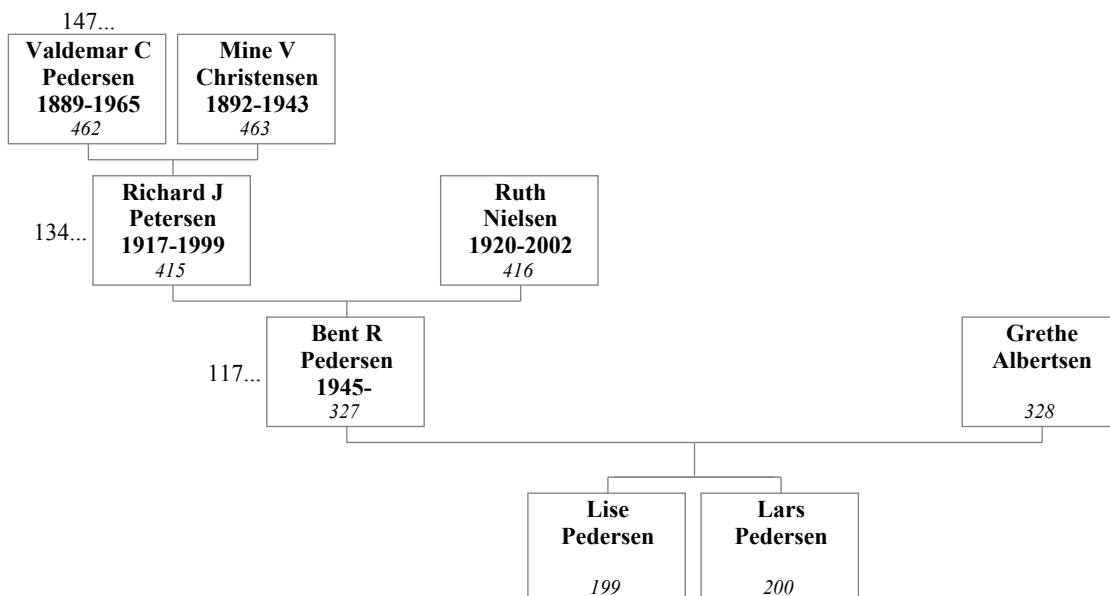 147...
Valdemar C
Pedersen
1889-1965
462
Mine V
Christensen
1892-1943
463
134...
Richard J
Petersen
1917-1999
415
Ruth
Nielsen
1920-2002
416
117...
Bent R
Pedersen
1945-
327
Grethe
Albertsen
328
Lise
Pedersen
199
Lars
Pedersen
200